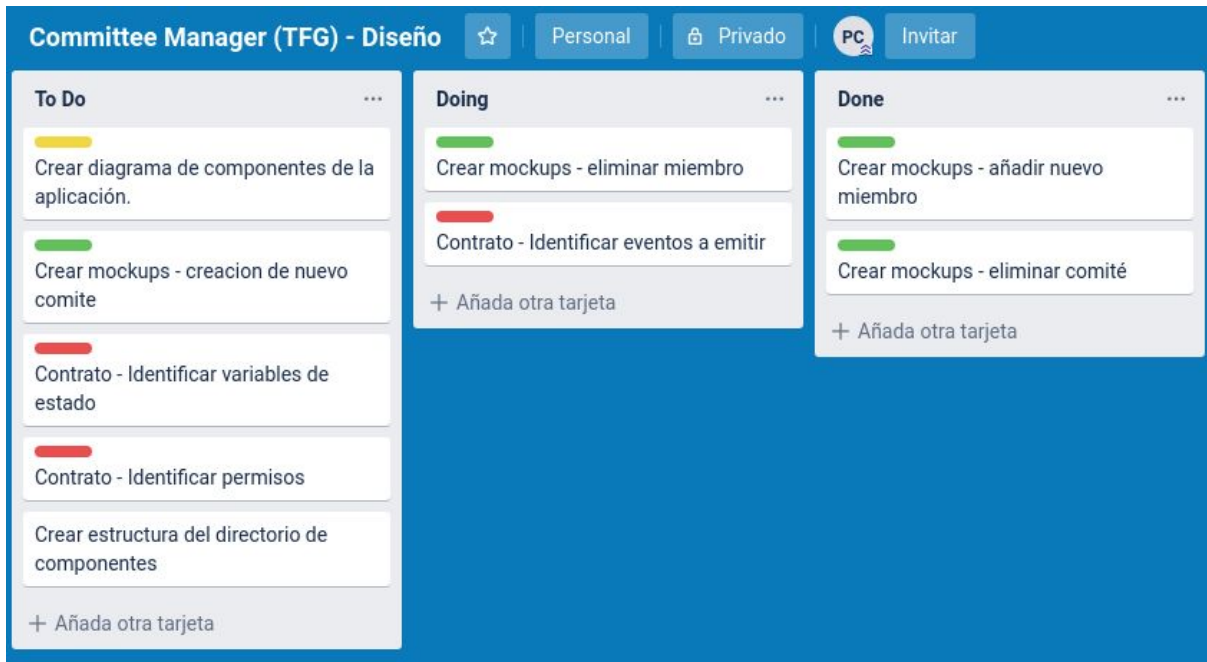 Committee Manager (TFG) - Diseño
Personal
Privado
PC
Invitar
To Do
Crear diagrama de componentes de la
aplicación.
Crear mockups - creacion de nuevo
comite
Contrato - Identificar variables de
estado
Contrato - Identificar permisos
Crear estructura del directorio de
componentes
+ Añada otra tarjeta
Doing
Crear mockups - eliminar miembro
Contrato - Identificar eventos a emitir
+ Añada otra tarjeta
Done
Crear mockups - añadir nuevo
miembro
Crear mockups - eliminar comité
+ Añada otra tarjeta